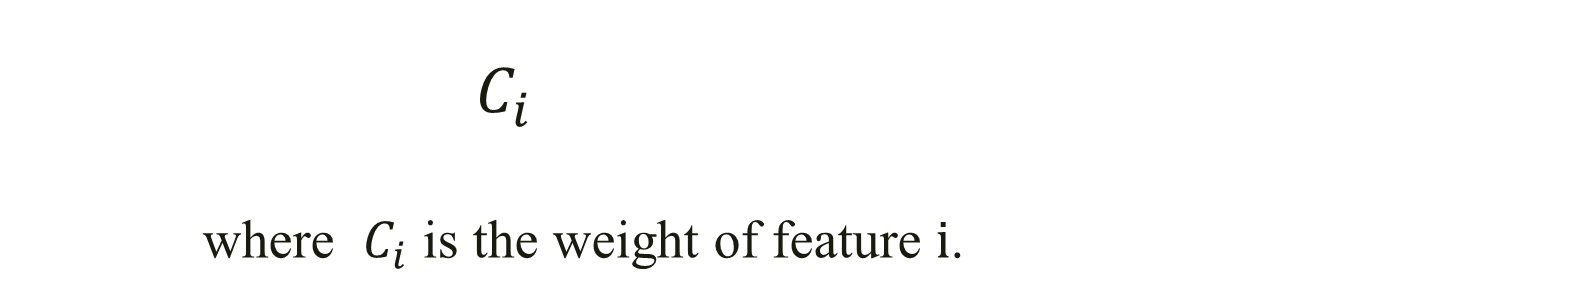 C_i
where C_i is the weight of feature i.